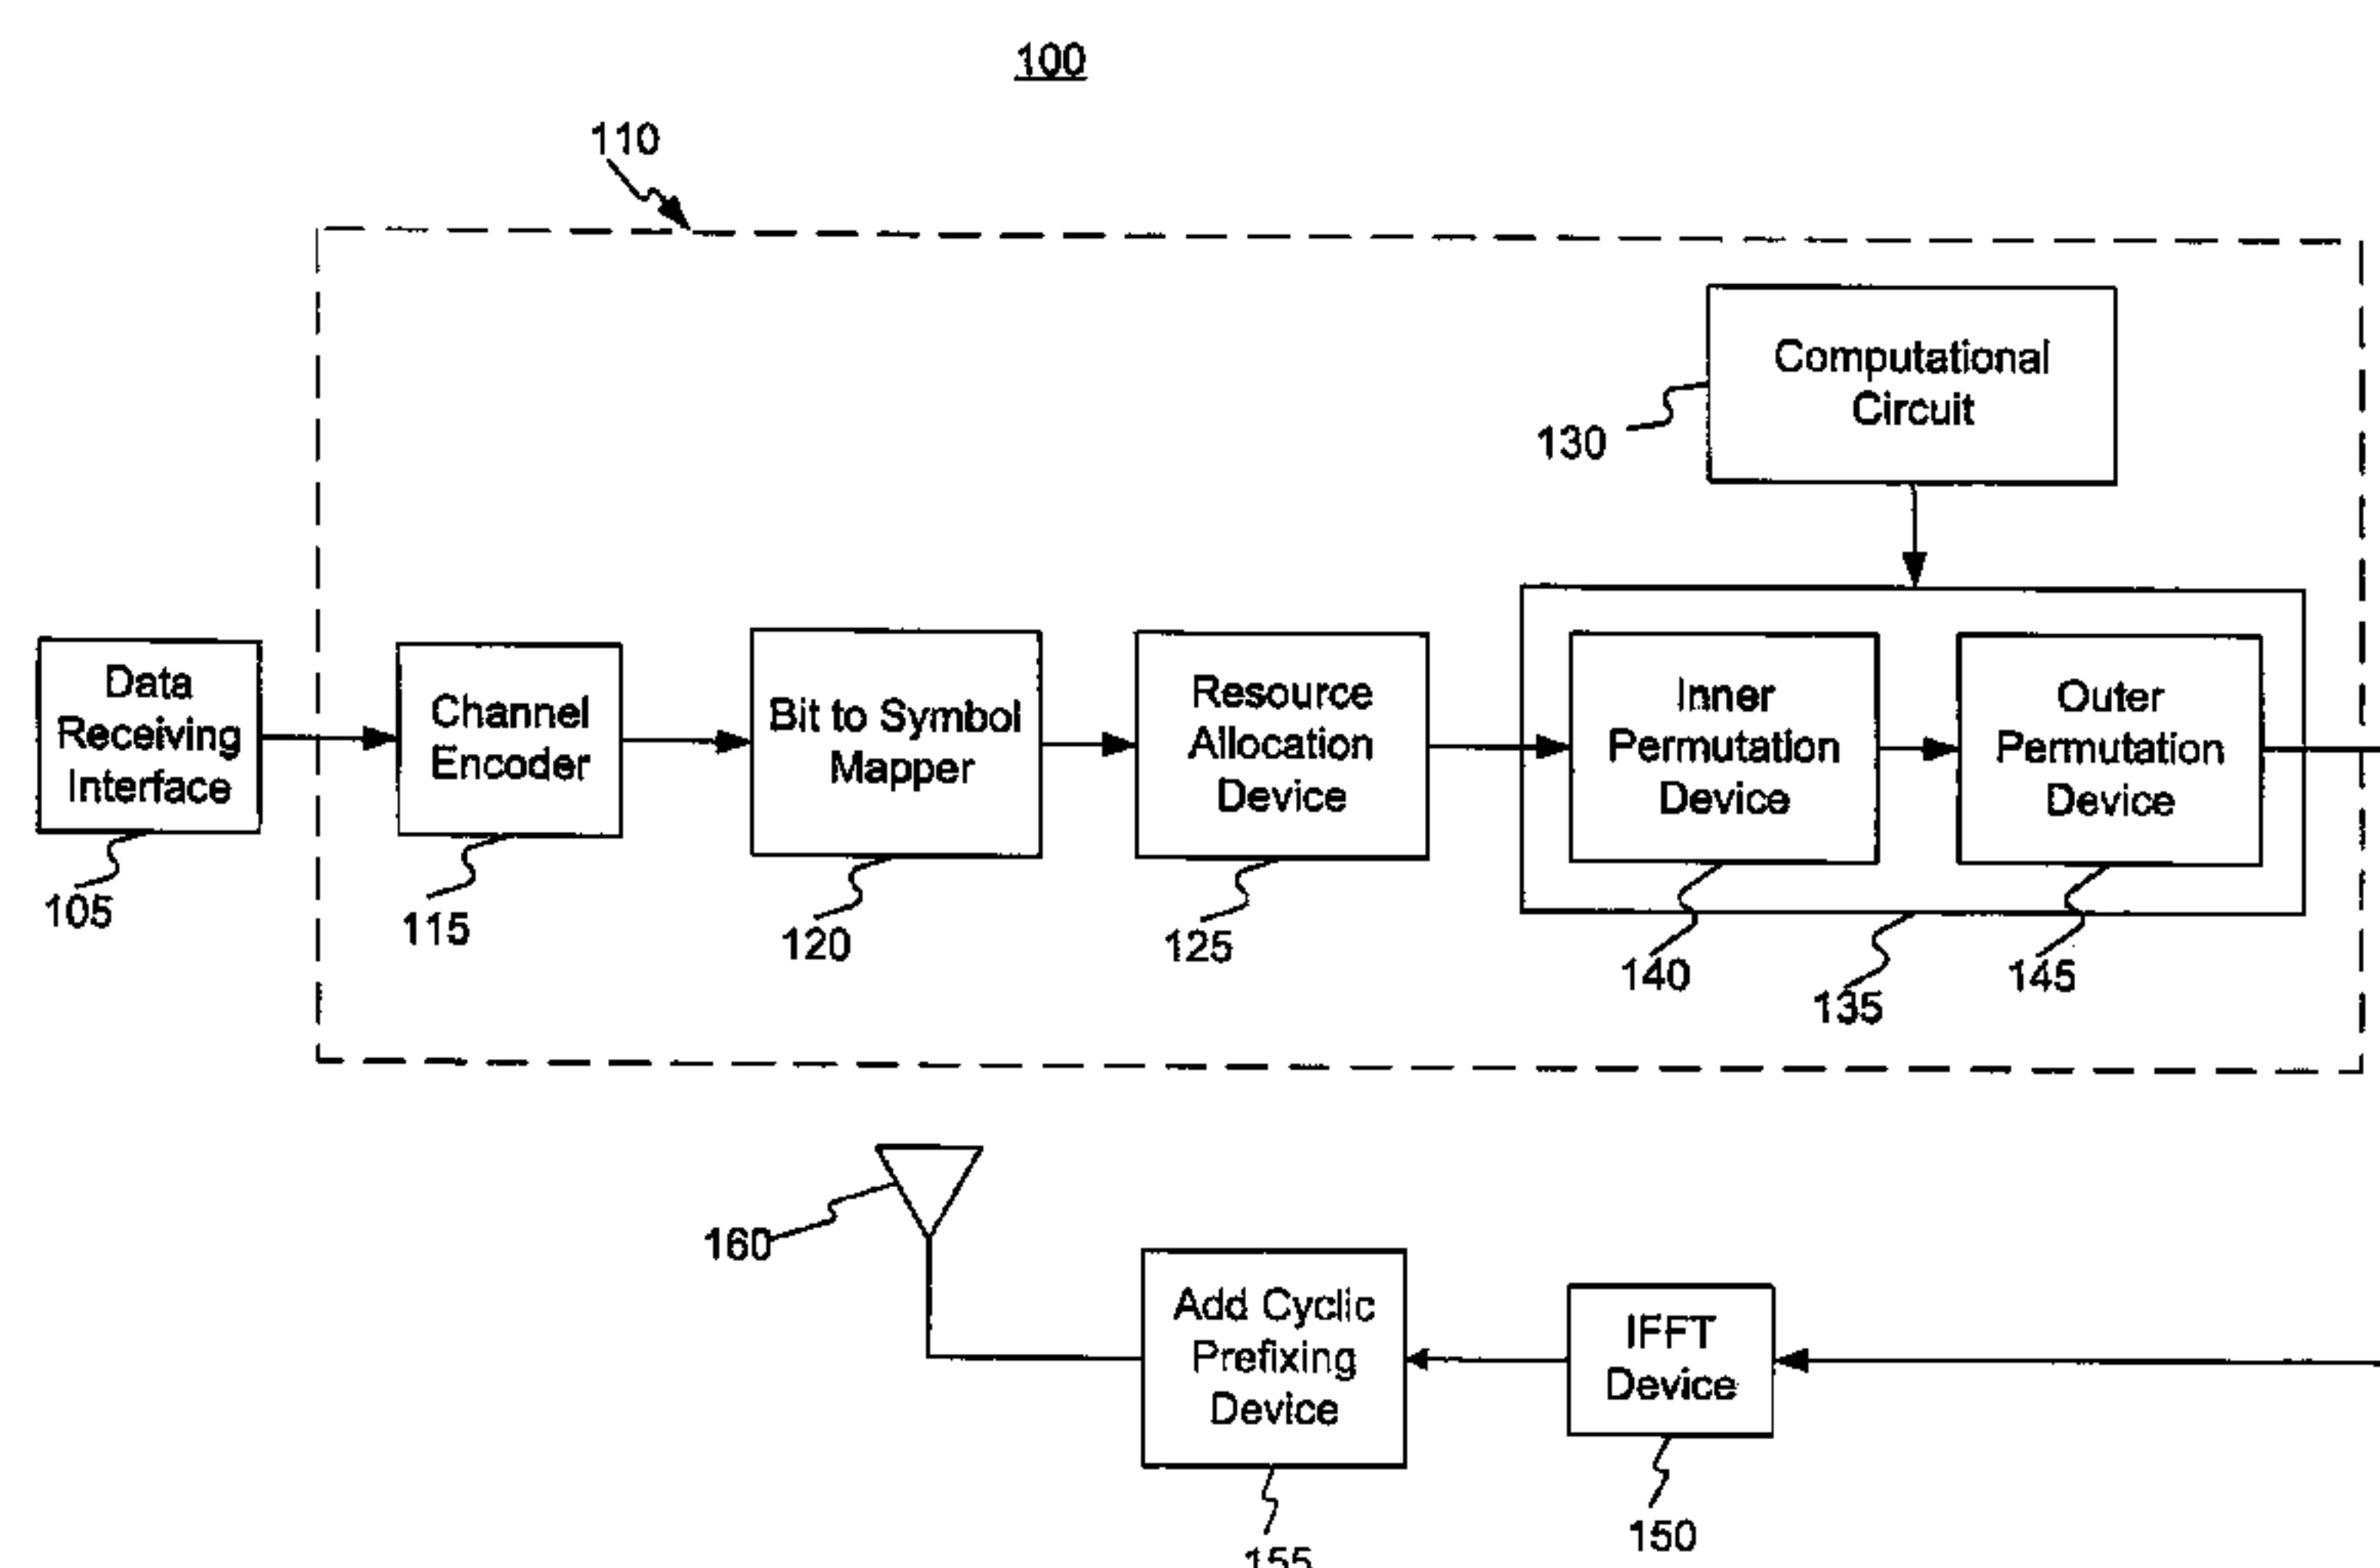 100
110
Computational
Circuit
130
Data
Receiving
Interface
105
Channel
Encoder
115
Bit to Symbol
Mapper
120
Resource
Allocation
Device
125
Inner
Permutation
Device
140
Outer
Permutation
Device
145
135
160
Add Cyclic
Prefixing
Device
155
IFFT
Device
150